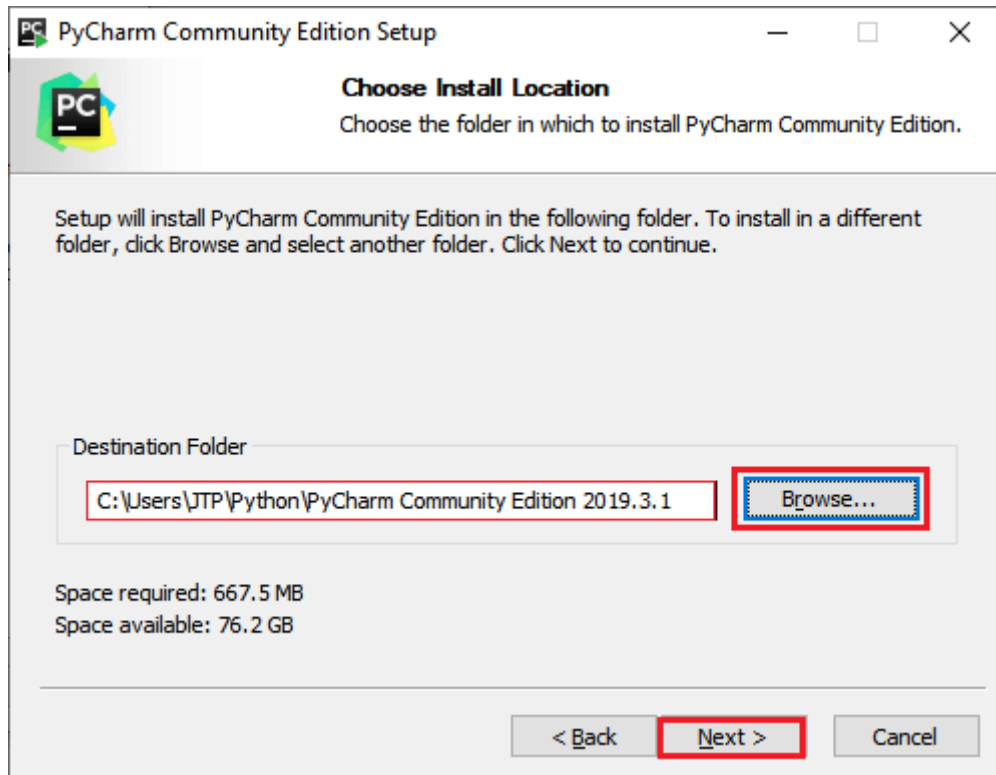 PyCharm Community Edition Setup
PC
Choose Install Location
Choose the folder in which to install PyCharm Community Edition.
Setup will install PyCharm Community Edition in the following folder. To install in a different
folder, click Browse and select another folder. Click Next to continue.
Destination Folder
C:\Users\JTP\Python\PyCharm Community Edition 2019.3.1
Browse...
Space required: 667.5 MB
Space available: 76.2 GB
< Back
Next >
Cancel